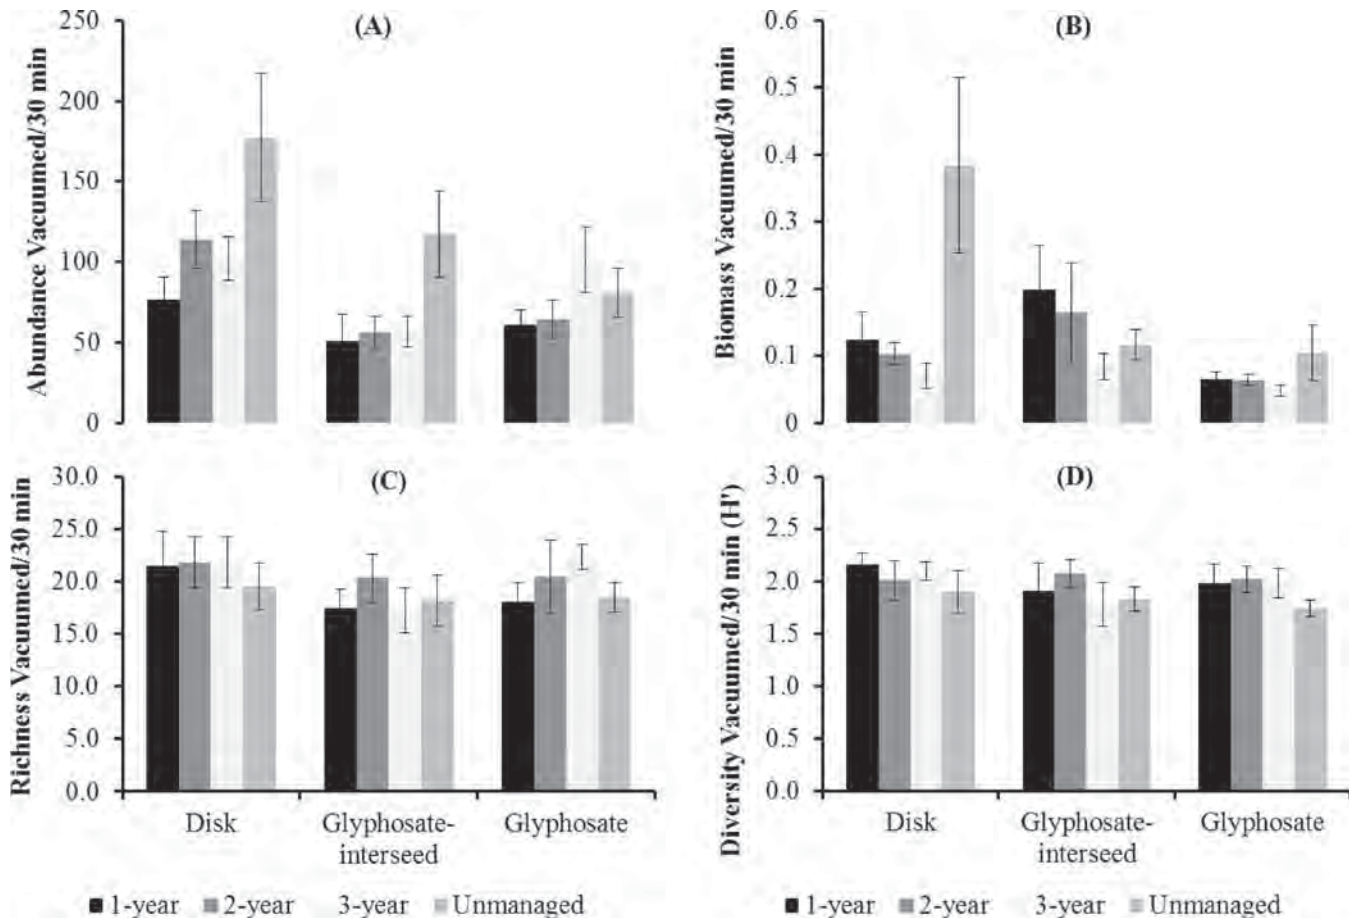 (A)
Abundance Vacuumed/30 min
250
200
150
100
50
0
(B)
Biomass Vacuumed/30 min
0.6
0.5
0.4
0.3
0.2
0.1
0
(C)
Richness Vacuumed/30 min
30.0
25.0
20.0
15.0
10.0
5.0
0.0
Disk
Glyphosate-
interseed
Glyphosate
1-year 2-year 3-year Unmanaged
(D)
Diversity Vacuumed/30 min (H')
3.0
2.5
2.0
1.5
1.0
0.5
0.0
Disk
Glyphosate-
interseed
Glyphosate
1-year 2-year 3-year Unmanaged